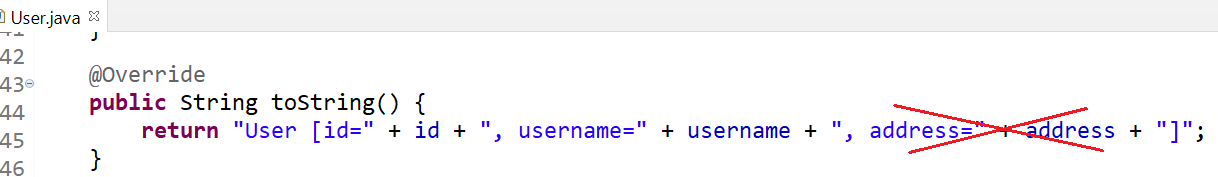 User.java
41 }
42
43 @Override
44 public String toString() {
45 return "User [id=" + id + ", username=" + username + ", address=" + address + "]";
46 }